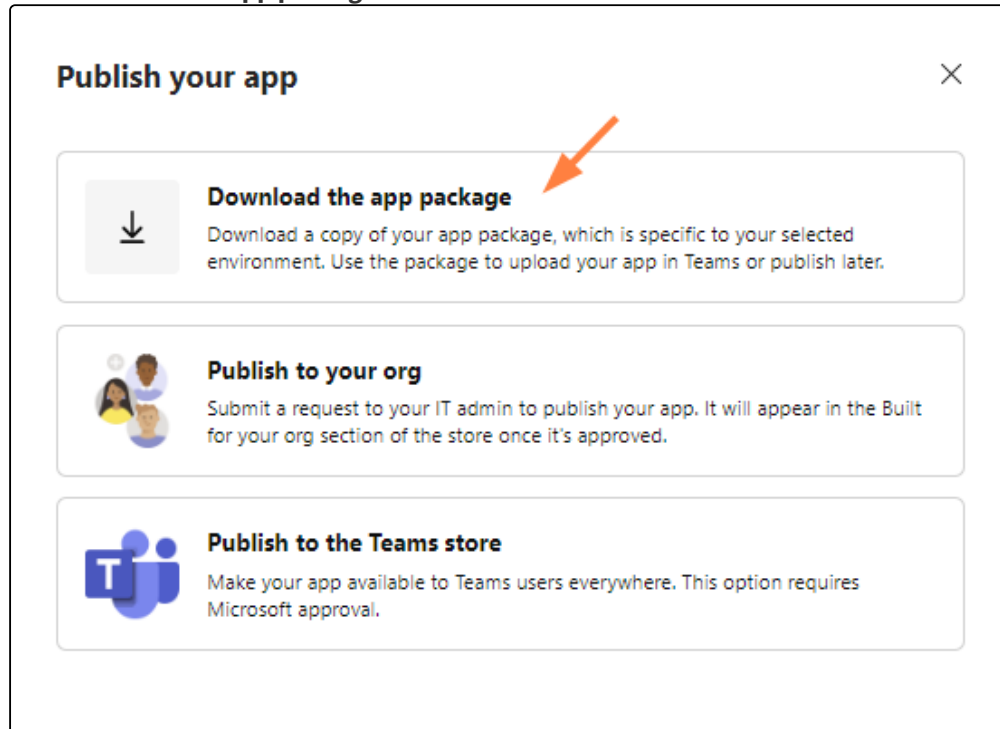 Publish your app
Download the app package
Download a copy of your app package, which is specific to your selected
environment. Use the package to upload your app in Teams or publish later.
Publish to your org
Submit a request to your IT admin to publish your app. It will appear in the Built
for your org section of the store once it's approved.
T
Publish to the Teams store
Make your app available to Teams users everywhere. This option requires
Microsoft approval.